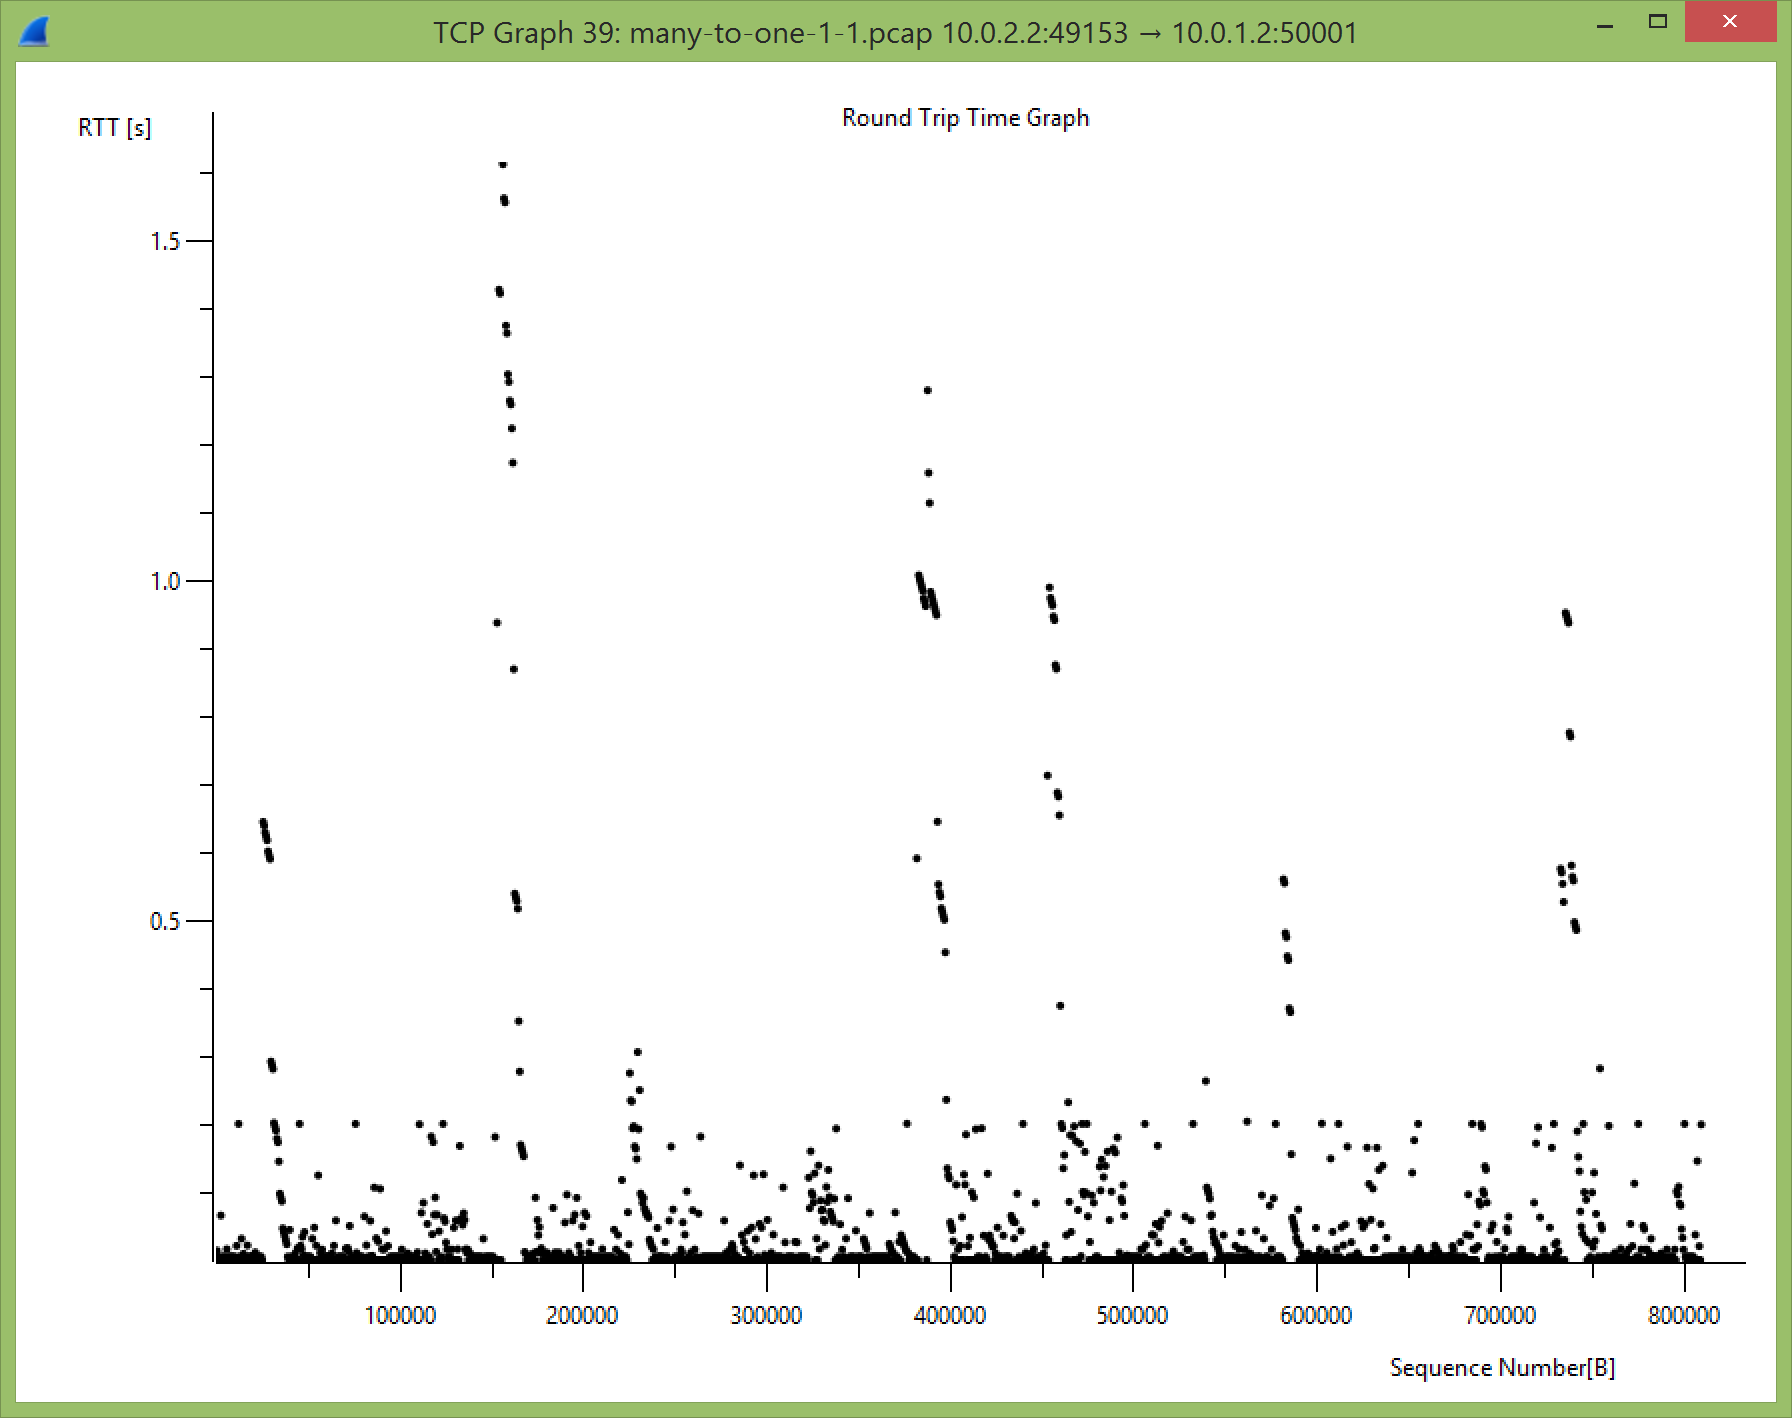 TCP Graph 39: many-to-one-1-1.pcap 10.0.2.2:49153 → 10.0.1.2:50001
Round Trip Time Graph
RTT [s]
1.5
1.0
0.5
100000 200000 300000 400000 500000 600000 700000 800000
Sequence Number[B]